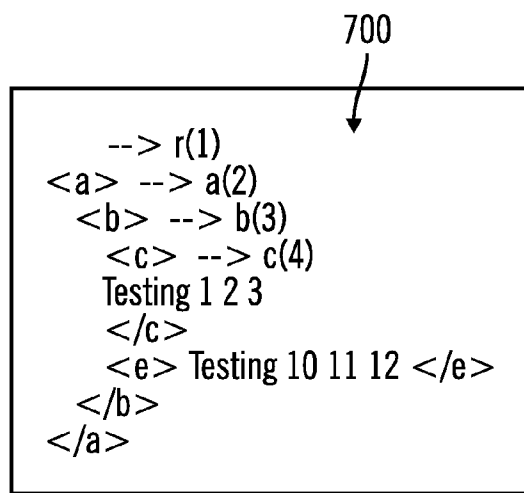 700
--> r(1)
<a> --> a(2)
<b> --> b(3)
<c> --> c(4)
Testing 1 2 3
</c>
<e> Testing 10 11 12 </e>
</b>
</a>